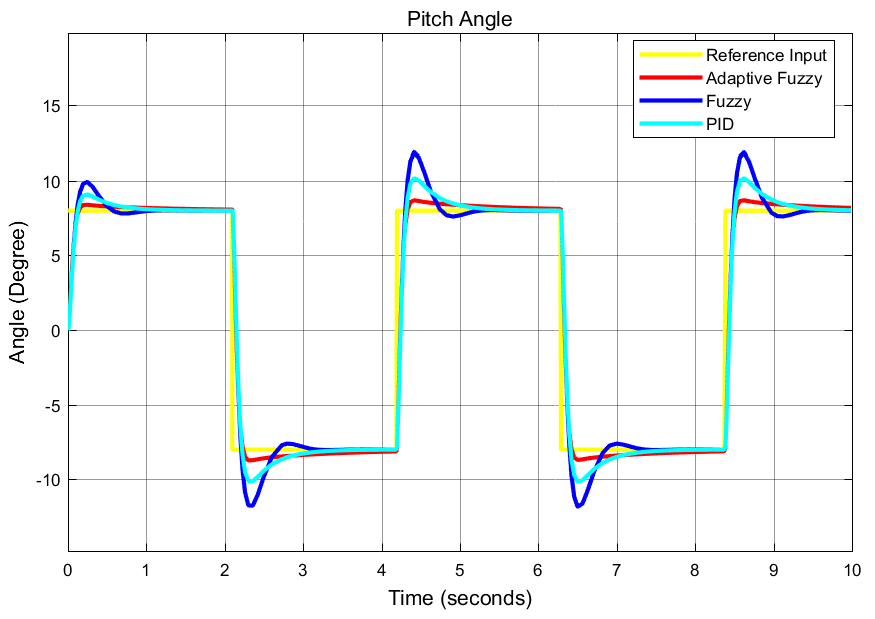 Pitch Angle
Reference Input
Adaptive Fuzzy
Fuzzy
PID
Angle (Degree)
15
10
5
0
-5
-10
0 1 2 3 4 5 6 7 8 9 10
Time (seconds)